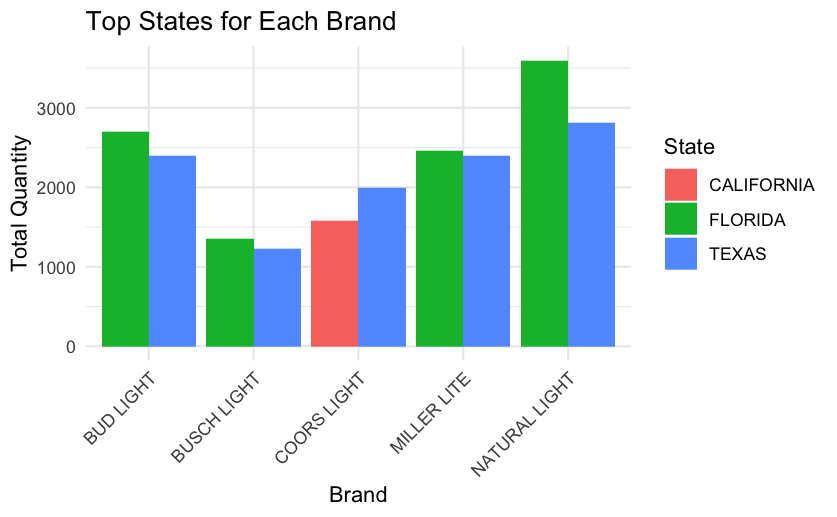 Top States for Each Brand
Total Quantity
3000
2000
1000
0
BUD LIGHT
BUSCH LIGHT
COORS LIGHT
MILLER LITE
NATURAL LIGHT
Brand
State
CALIFORNIA
FLORIDA
TEXAS